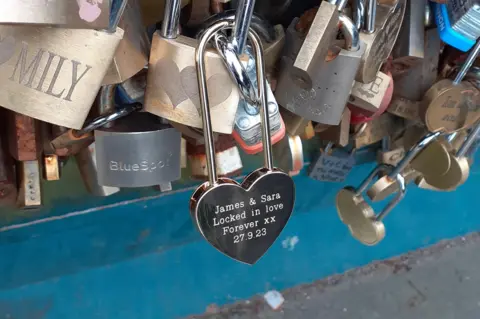 MILY
BlueSpot
James & Sara
Locked in love
Forever xx
27.9.23